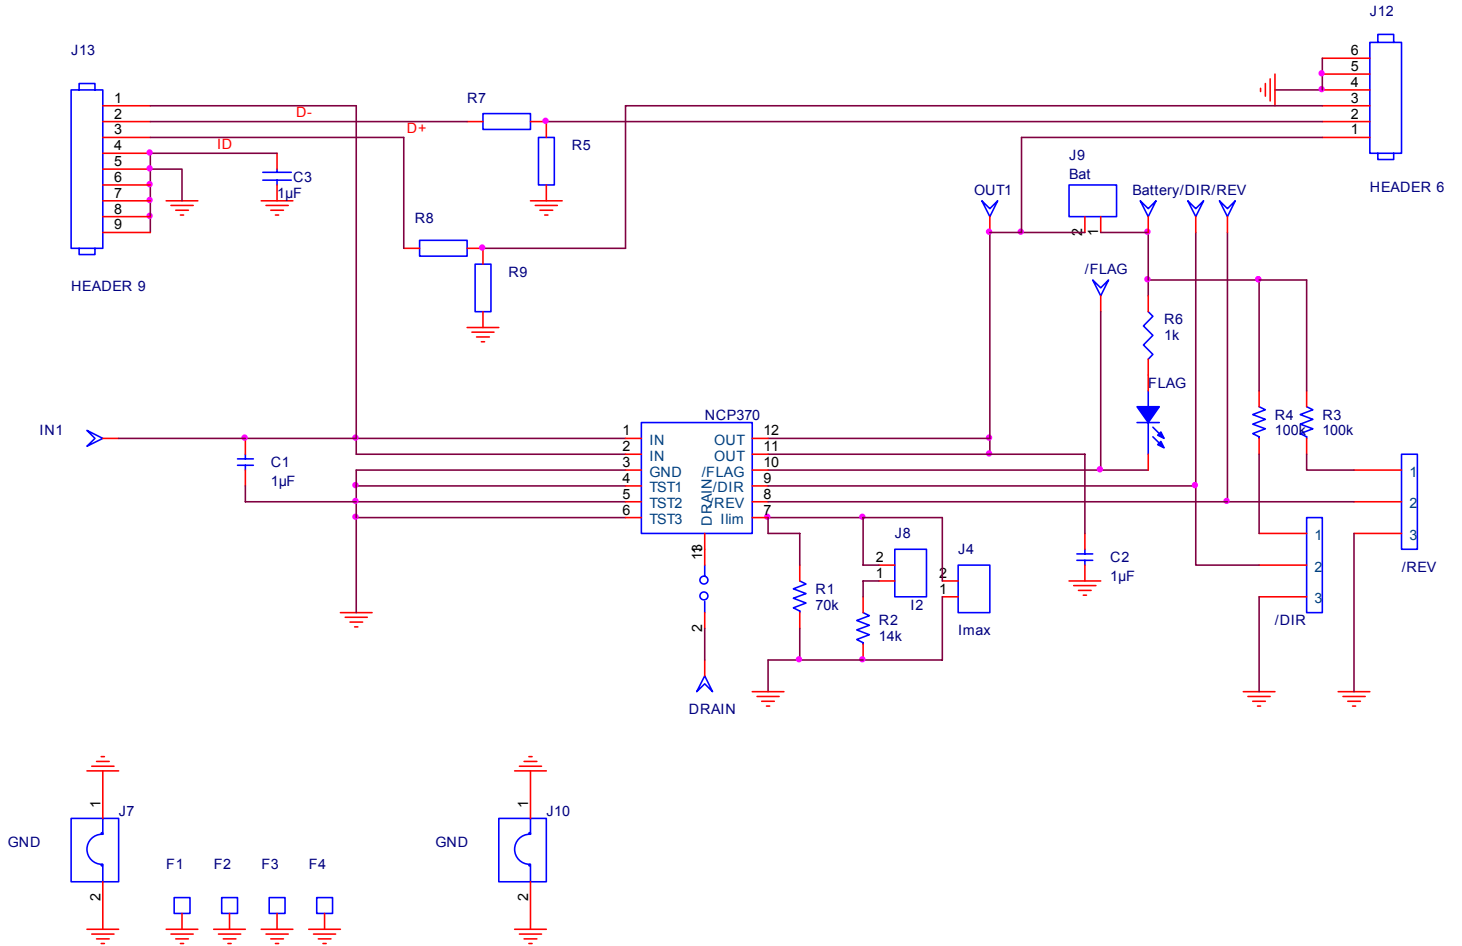 J12
J13
6
5
4
3
2
1
HEADER 6
1
2
3
4
5
6
7
8
9
D-
D+
ID
R7
R5
C3
1µF
R8
R9
HEADER 9
J9
Bat
2
1
OUT1
Battery/DIR/REV
/FLAG
R6
1k
FLAG
R4
100k
R3
100k
IN1
C1
1µF
NCP370
1 IN
2 IN
3 GND
4 TST1
5 TST2
6 TST3
OUT 12
OUT 11
/FLAG 10
/DIR 9
/REV 8
Ilim 7
DRAIN
2
DRAIN
R1
70k
J8
2
1
I2
R2
14k
J4
2
1
Imax
C2
1µF
1
2
3
/REV
1
2
3
/DIR
1
J7
GND
2
F1 F2 F3 F4
1
J10
GND
2